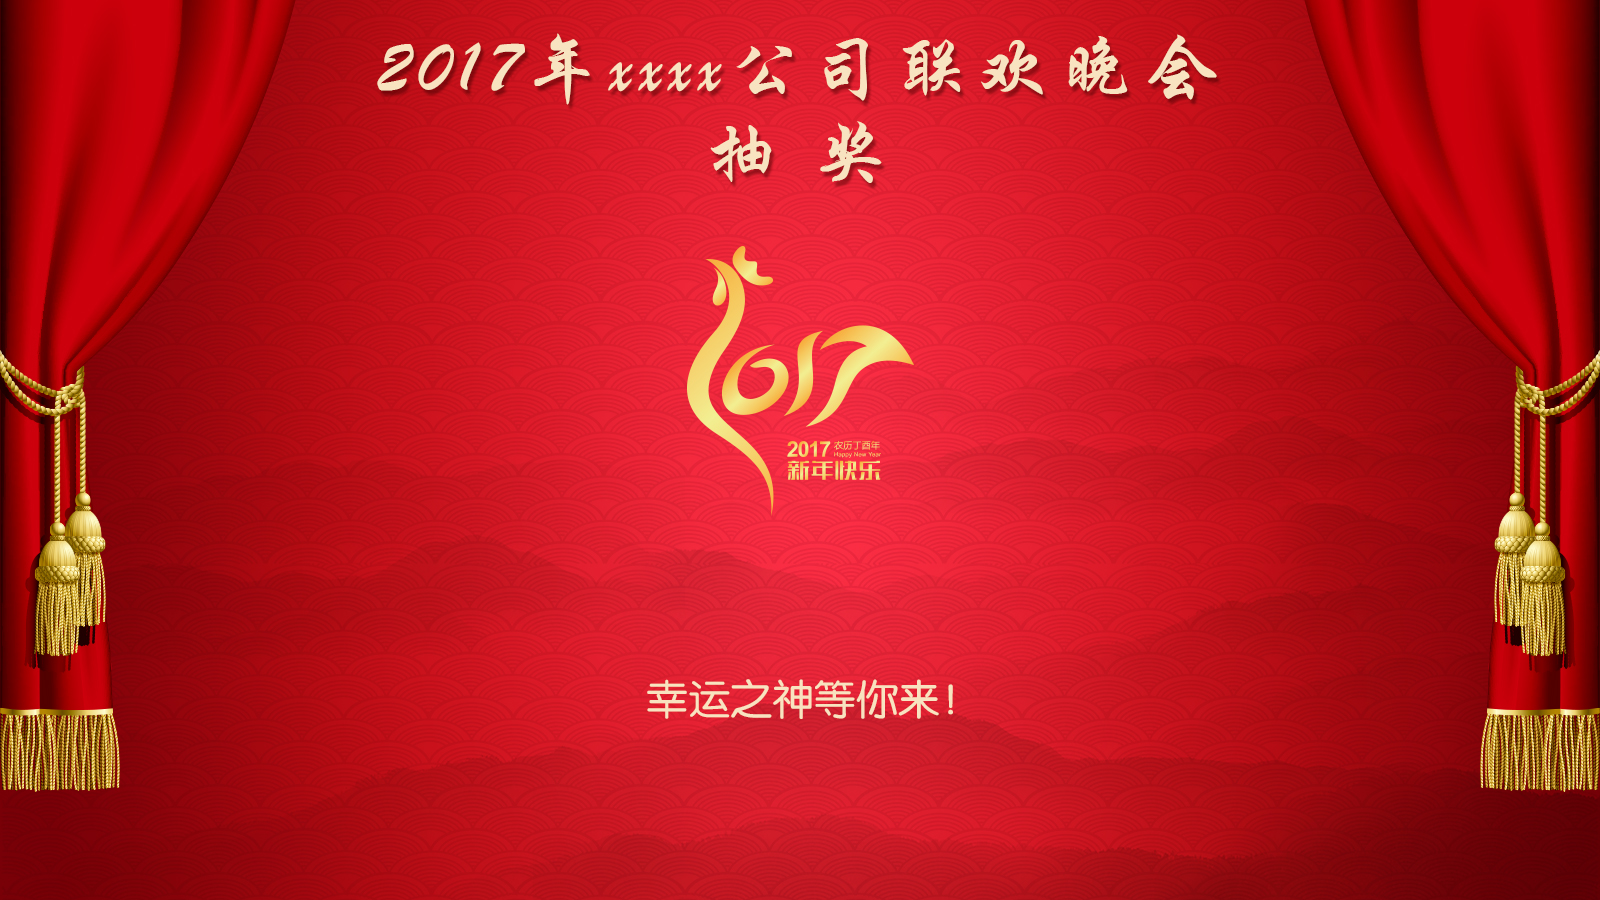 2017年xxxx公司联欢晚会
抽奖
2017
2017 农历丁酉年
Happy New Year
新年快乐
幸运之神等你来！